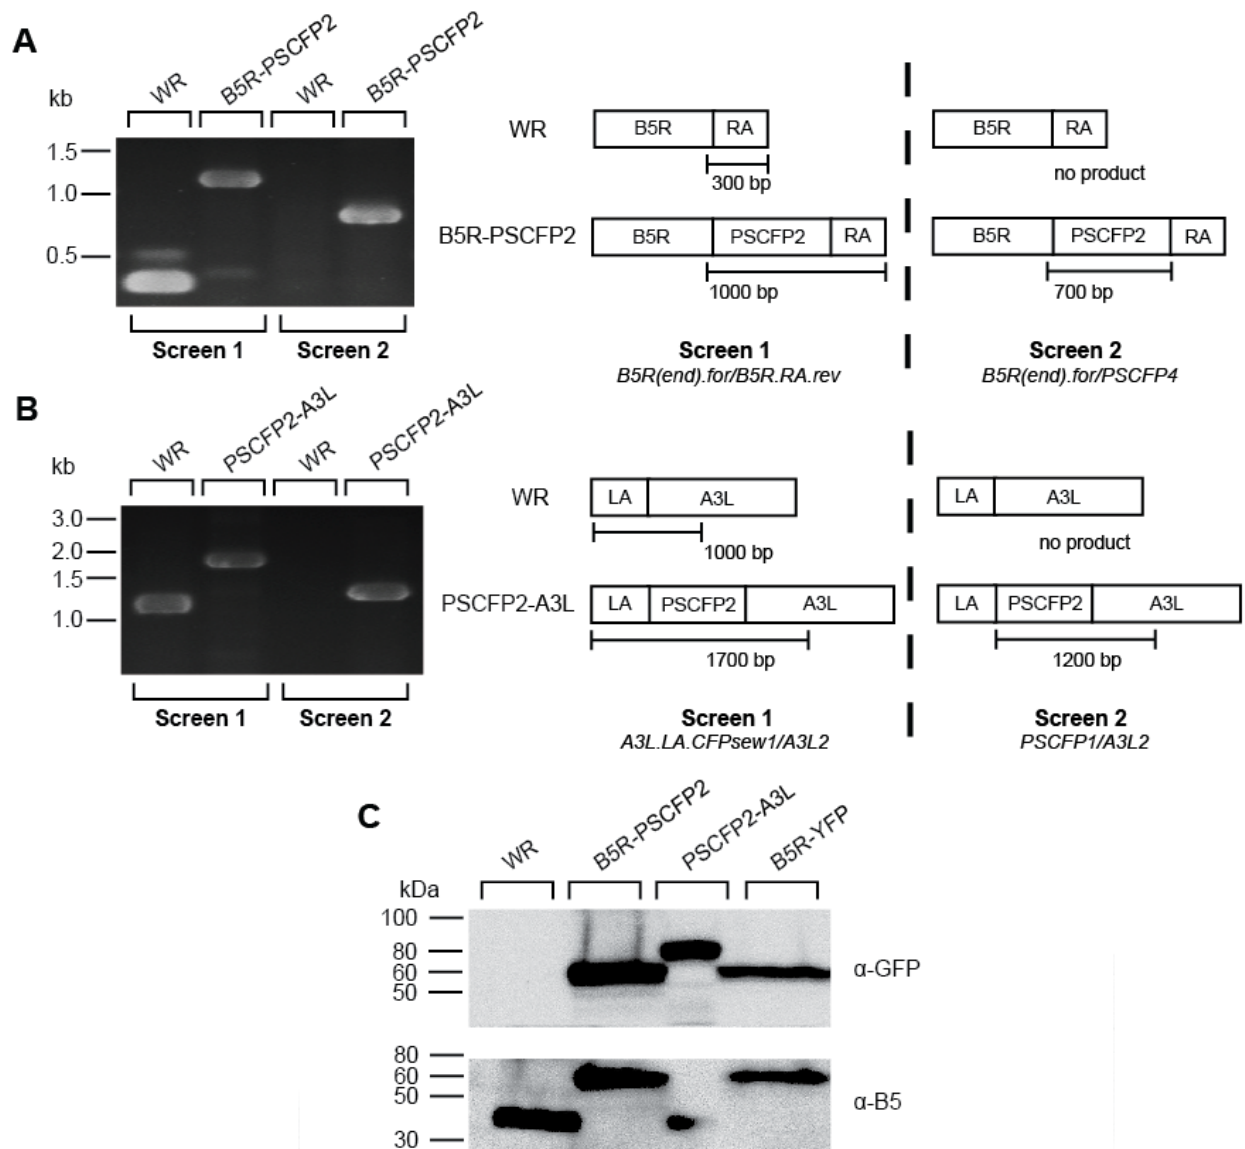 A
kb
WR
B5R-PSCFP2
WR
B5R-PSCFP2
1.5
1.0
0.5
Screen 1
Screen 2
WR
B5R RA
300 bp
B5R-PSCFP2
B5R PSCFP2 RA
1000 bp
Screen 1
B5R(end).for/B5R.RA.rev
B5R RA
no product
B5R PSCFP2 RA
700 bp
Screen 2
B5R(end).for/PSCFP4
B
kb
WR
PSCFP2-A3L
WR
PSCFP2-A3L
3.0
2.0
1.5
1.0
Screen 1
Screen 2
WR
LA A3L
1000 bp
PSCFP2-A3L
LA PSCFP2 A3L
1700 bp
Screen 1
A3L.LA.CFPsew1/A3L2
LA A3L
no product
LA PSCFP2 A3L
1200 bp
Screen 2
PSCFP1/A3L2
C
kDa
WR
B5R-PSCFP2
PSCFP2-A3L
B5R-YFP
100
80
60
50
α-GFP
80
60
50
30
α-B5